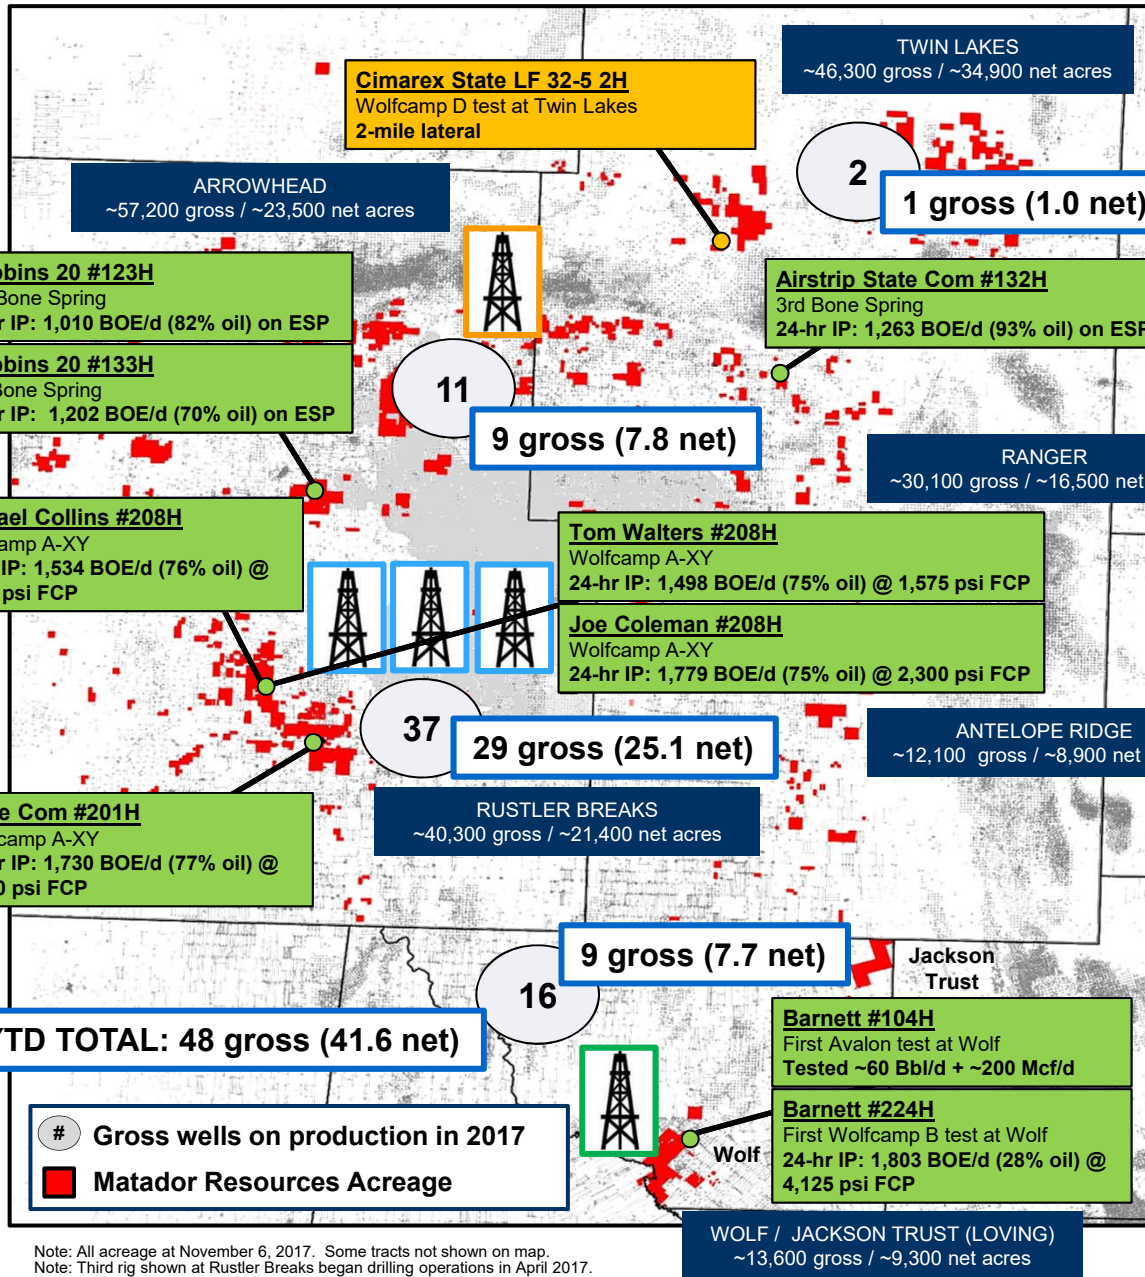 TWIN LAKES
~46,300 gross / ~34,900 net acres
Cimarex State LF 32-5 2H
Wolfcamp D test at Twin Lakes
2-mile lateral
2
1 gross (1.0 net)
ARROWHEAD
~57,200 gross / ~23,500 net acres
20 #123H
Bone Spring
IP: 1,010 BOE/d (82% oil) on ESP
20 #133H
Bone Spring
IP: 1,202 BOE/d (70% oil) on ESP
Airstrip State Com #132H
3rd Bone Spring
24-hr IP: 1,263 BOE/d (93% oil) on ESP
11
9 gross (7.8 net)
RANGER
~30,100 gross / ~16,500 net
Collins #208H
A-XY
IP: 1,534 BOE/d (76% oil) @
psi FCP
Tom Walters #208H
Wolfcamp A-XY
24-hr IP: 1,498 BOE/d (75% oil) @ 1,575 psi FCP
Joe Coleman #208H
Wolfcamp A-XY
24-hr IP: 1,779 BOE/d (75% oil) @ 2,300 psi FCP
37
29 gross (25.1 net)
ANTELOPE RIDGE
~12,100 gross / ~8,900 net
RUSTLER BREAKS
~40,300 gross / ~21,400 net acres
Com #201H
A-XY
IP: 1,730 BOE/d (77% oil) @
psi FCP
9 gross (7.7 net)
16
Jackson
Trust
YTD TOTAL: 48 gross (41.6 net)
Barnett #104H
First Avalon test at Wolf
Tested ~60 Bbl/d + ~200 Mcf/d
Barnett #224H
First Wolfcamp B test at Wolf
24-hr IP: 1,803 BOE/d (28% oil) @
4,125 psi FCP
Wolf
# Gross wells on production in 2017
Matador Resources Acreage
WOLF / JACKSON TRUST (LOVING)
~13,600 gross / ~9,300 net acres
Note: All acreage at November 6, 2017. Some tracts not shown on map.
Note: Third rig shown at Rustler Breaks began drilling operations in April 2017.